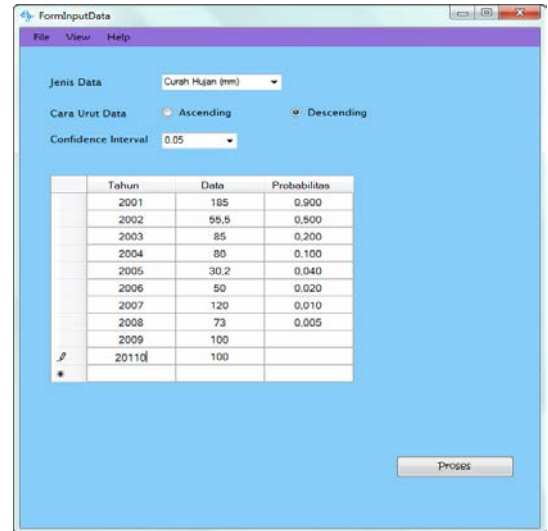 FormInputData
File View Help
Jenis Data Curah Hujan (mm)
Cara Urut Data Ascending Descending
Confidence Interval 0.05
Tahun Data Probabilitas
2001 185 0,900
2002 55,5 0,500
2003 85 0,200
2004 80 0,100
2005 30,2 0,040
2006 50 0,020
2007 120 0,010
2008 73 0,005
2009 100
20110 100
Proses